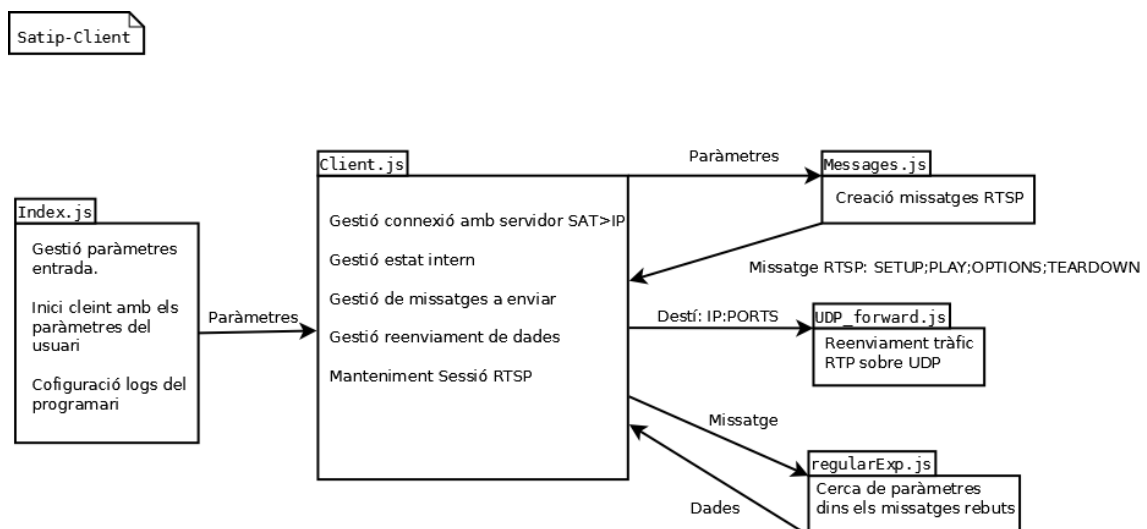 Satip-Client
Index.js
Gestió paràmetres
entrada.
Inici cleint amb els
paràmetres del
usuari
Cofiguració logs del
programari
Paràmetres
Client.js
Gestió connexió amb servidor SAT>IP
Gestió estat intern
Gestió de missatges a enviar
Gestió reenviament de dades
Manteniment Sessió RTSP
Paràmetres
Messages.js
Creació missatges RTSP
Missatge RTSP: SETUP;PLAY;OPTIONS;TEARDOWN
Destí: IP:PORTS
UDP_forward.js
Reenviament tràfic
RTP sobre UDP
Missatge
regularExp.js
Cerca de paràmetres
dins els missatges rebuts
Dades